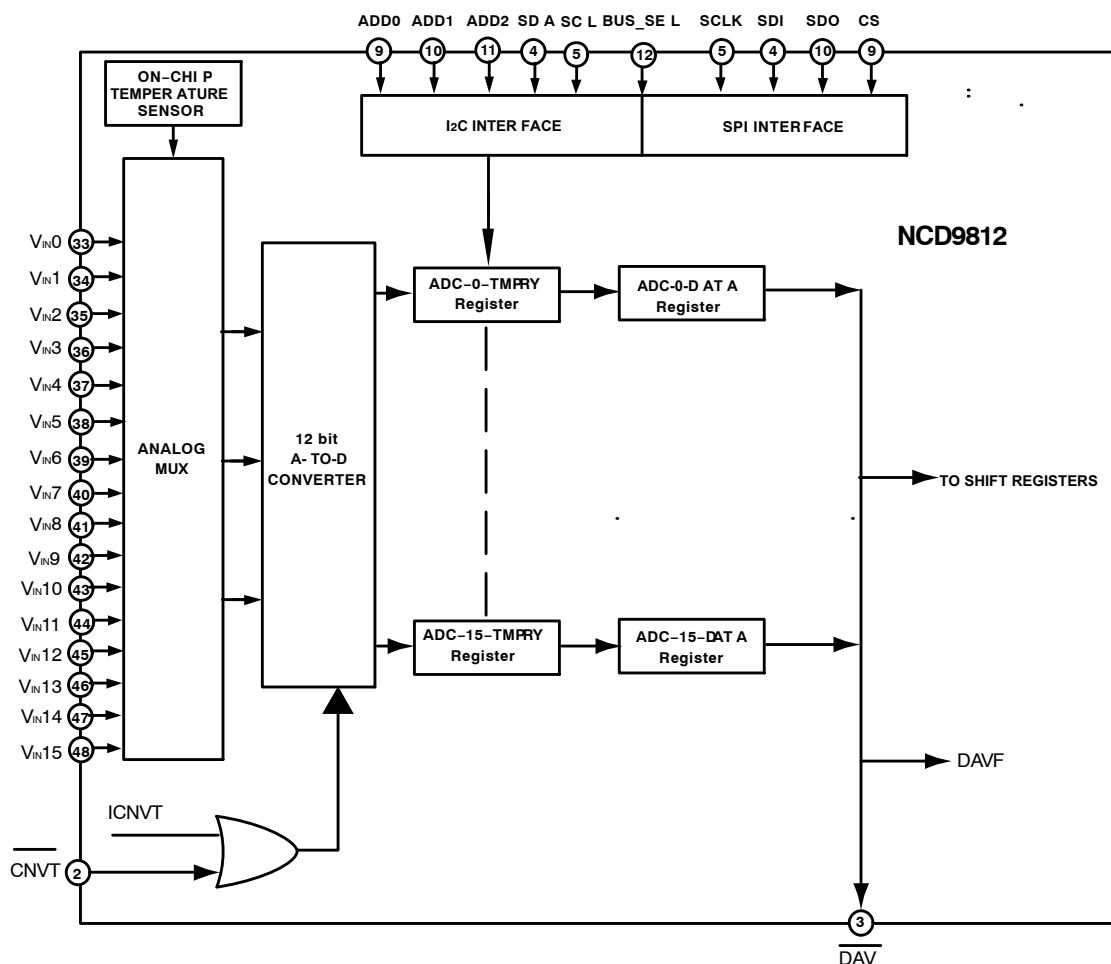 ADD0 ADD1 ADD2 SD A SC L BUS_SE L SCLK SDI SDO CS
9 10 11 4 5 12 5 4 10 9
ON–CHI P
TEMPER ATURE
SENSOR
I2C INTER FACE
SPI INTERFACE
NCD9812
VIN0 33
VIN1 34
VIN2 35
VIN3 36
VIN4 37
VIN5 38
VIN6 39
VIN7 40
VIN8 41
VIN9 42
VIN10 43
VIN11 44
VIN12 45
VIN13 46
VIN14 47
VIN15 48
ANALOG
MUX
12 bit
A- TO-D
CONVERTER
ADC–0–TMPRY
Register
ADC-0-D AT A
Register
TO SHIFT REGISTERS
ADC–15–TMPRY
Register
ADC–15–DAT A
Register
DAVF
ICNVT
CNVT 2
3
DAV